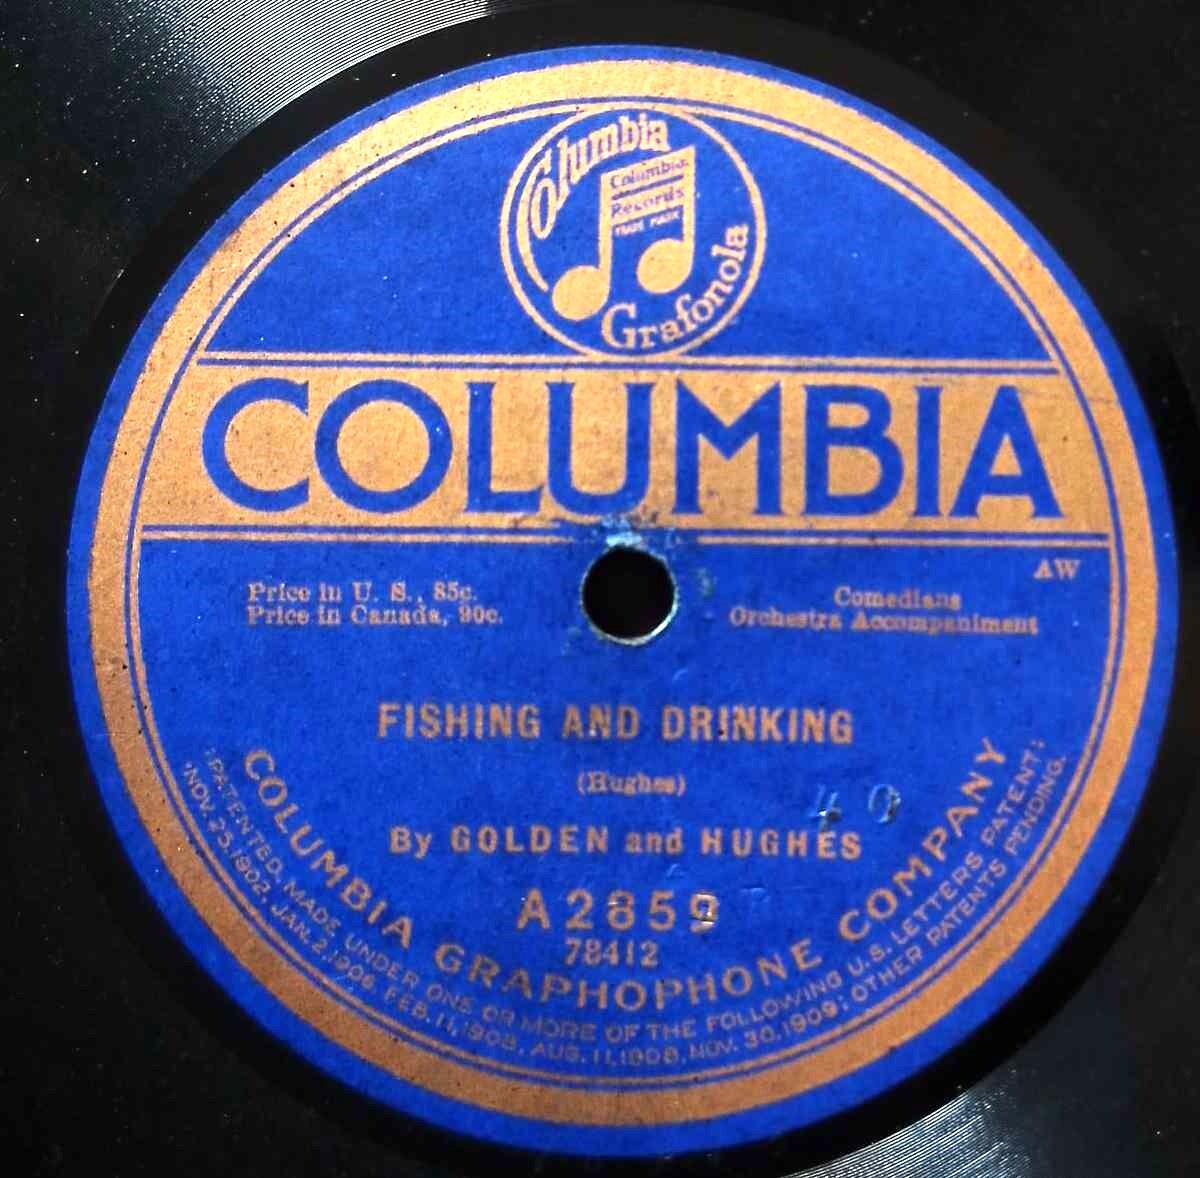 Columbia
Columbia
Records
TRADE MARK
Grafonola
COLUMBIA
AW
Price in U. S., 85c.
Price in Canada, 90c.
Comedians
Orchestra Accompaniment
FISHING AND DRINKING
(Hughes)
40
By GOLDEN and HUGHES
A2859
78412
COLUMBIA GRAPHOPHONE COMPANY
:PATENTED, MADE UNDER ONE OR MORE OF THE FOLLOWING U.S. LETTERS PATENT:
NOV. 25, 1902, JAN. 2, 1906, FEB. 11, 1908, AUG. 11, 1908, NOV. 30, 1909; OTHER PATENTS PENDING.